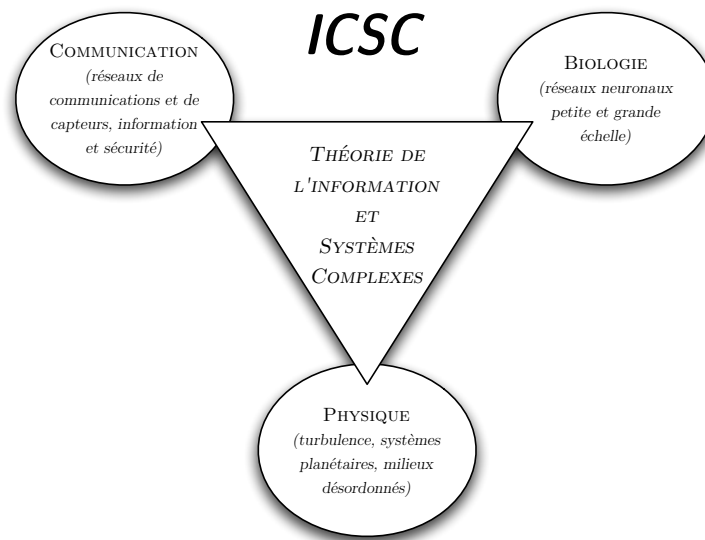 ICSC
COMMUNICATION
(réseaux de
communications et de
capteurs, information
et sécurité)
BIOLOGIE
(réseaux neuronaux
petite et grande
échelle)
THÉORIE DE
L'INFORMATION
ET
SYSTÈMES
COMPLEXES
PHYSIQUE
(turbulence, systèmes
planétaires, milieux
désordonnés)